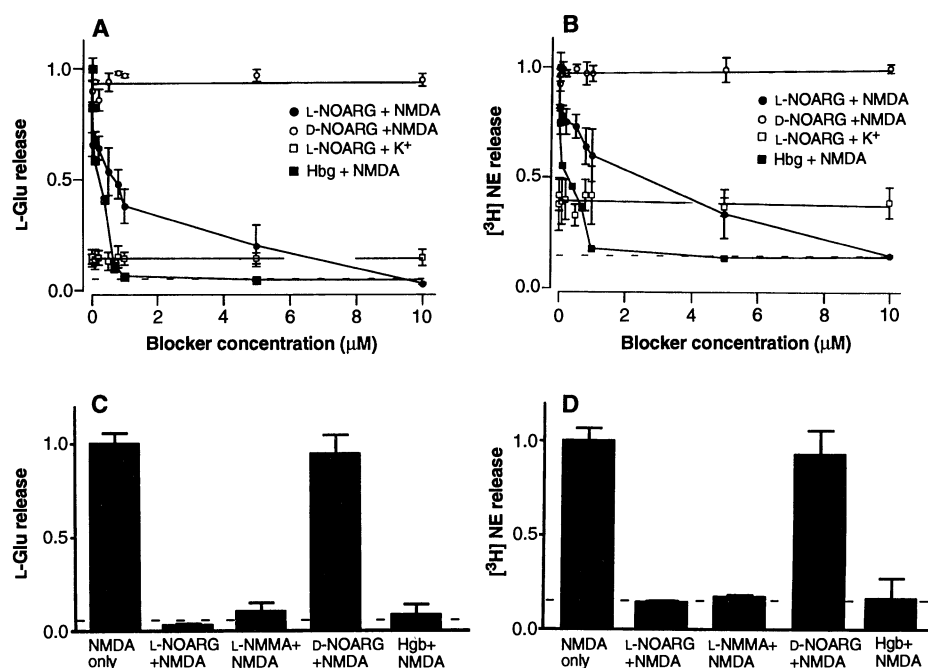 A
L-Glu release
1.0
0.5
0.0
L-NOARG + NMDA
D-NOARG +NMDA
L-NOARG + K+
Hbg + NMDA
0 2 4 6 8 10
Blocker concentration (μM)
B
[³H] NE release
1.0
0.5
0.0
L-NOARG + NMDA
D-NOARG +NMDA
L-NOARG + K+
Hbg + NMDA
0 2 4 6 8 10
Blocker concentration (μM)
C
L-Glu release
1.0
0.5
0.0
NMDA L-NOARG L-NMMA+ D-NOARG Hgb+
only +NMDA NMDA +NMDA NMDA
D
[³H] NE release
1.0
0.5
0.0
NMDA L-NOARG L-NMMA+ D-NOARG Hgb+
only +NMDA NMDA +NMDA NMDA